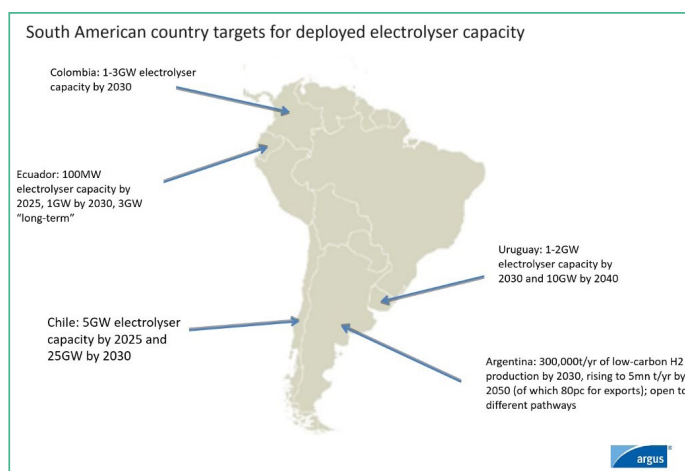 South American country targets for deployed electrolyser capacity
Colombia: 1-3GW electrolyser
capacity by 2030
Ecuador: 100MW
electrolyser capacity by
2025, 1GW by 2030, 3GW
“long-term”
Uruguay: 1-2GW
electrolyser capacity by
2030 and 10GW by 2040
Chile: 5GW electrolyser
capacity by 2025 and
25GW by 2030
Argentina: 300,000t/yr of low-carbon H2
production by 2030, rising to 5mn t/yr by
2050 (of which 80pc for exports); open to
different pathways
argus